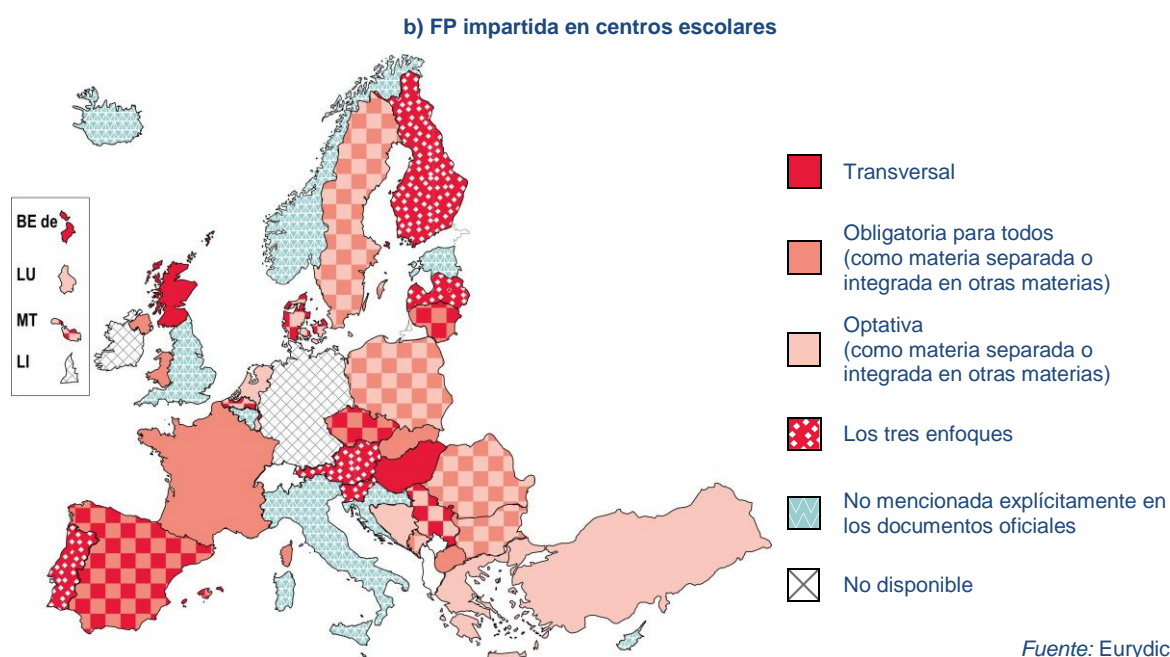 b) FP impartida en centros escolares
BE de
LU
MT
LI
Transversal
Obligatoria para todos
(como materia separada o
integrada en otras materias)
Optativa
(como materia separada o
integrada en otras materias)
Los tres enfoques
No mencionada explícitamente en
los documentos oficiales
No disponible
Fuente: Eurydic